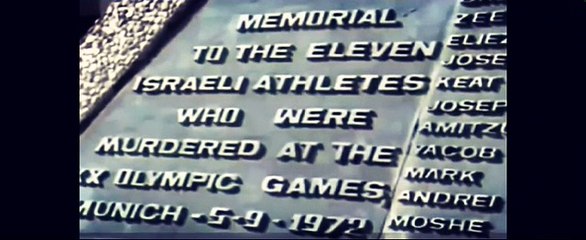 MEMORIAL
TO THE ELEVEN
ISRAELI ATHLETES
WHO WERE
MURDERED AT THE
XX OLYMPIC GAMES
MUNICH - 5-9-1972
ZEE
ELIEZ
JOSE
KEAT
JOSEP
AMITZU
YACOB
MARK
ANDREI
MOSHE